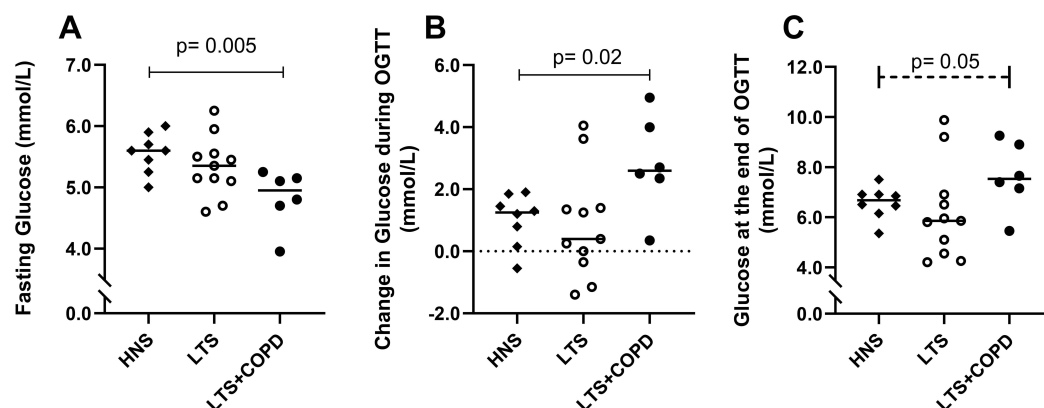 A
p= 0.005
Fasting Glucose (mmol/L)
7.0
6.0
5.0
4.0
0.0
HNS
LTS
LTS+COPD
B
p= 0.02
Change in Glucose during OGTT
(mmol/L)
6.0
4.0
2.0
0.0
-2.0
HNS
LTS
LTS+COPD
C
p= 0.05
Glucose at the end of OGTT
(mmol/L)
12.0
10.0
8.0
6.0
4.0
0.0
HNS
LTS
LTS+COPD